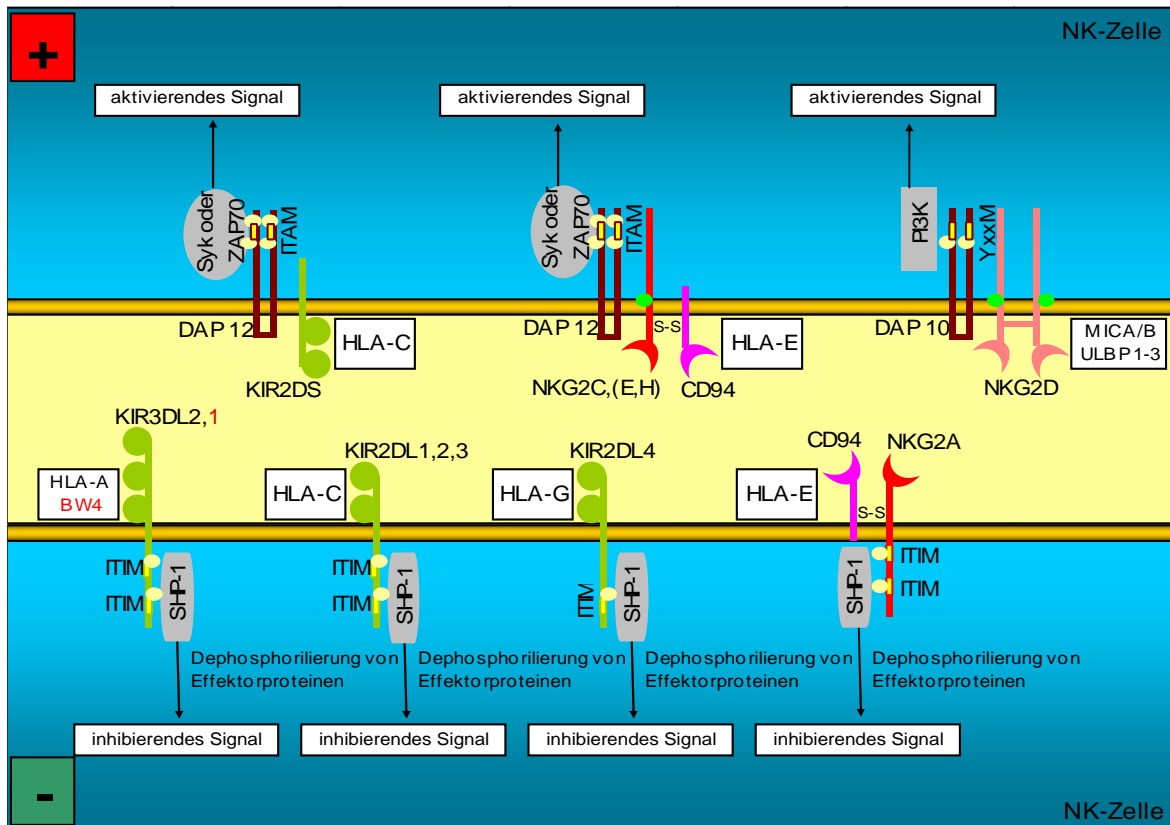 +
NK-Zelle
aktivierendes Signal
aktivierendes Signal
aktivierendes Signal
Syk oder
ZAP70
ITAM
Syk oder
ZAP70
ITAM
PI3K
YxxM
DAP 12
HLA-C
KIR2DS
DAP 12
S-S
HLA-E
NKG2C,(E,H)
CD94
DAP 10
MICA/B
ULBP1-3
NKG2D
KIR3DL2,1
HLA-A
BW4
KIR2DL1,2,3
HLA-C
KIR2DL4
HLA-G
CD94
NKG2A
HLA-E
S-S
ITIM
ITIM
SHP-1
ITIM
ITIM
SHP-1
ITIM
SHP-1
SHP-1
ITIM
ITIM
Dephosphorilierung von
Effektorproteinen
Dephosphorilierung von
Effektorproteinen
Dephosphorilierung von
Effektorproteinen
Dephosphorilierung von
Effektorproteinen
inhibierendes Signal
inhibierendes Signal
inhibierendes Signal
inhibierendes Signal
-
NK-Zelle